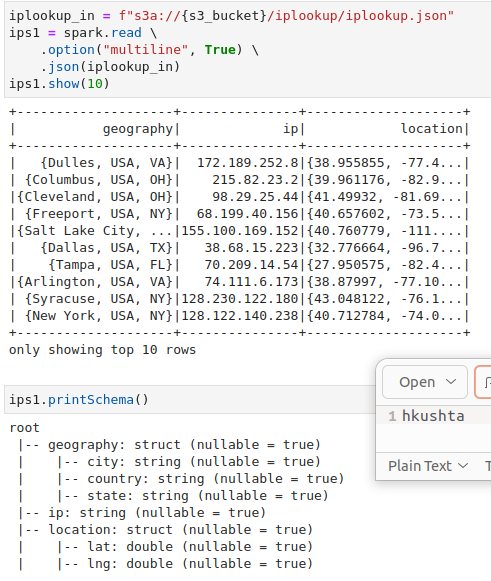 iplookup_in = f"s3a://{s3_bucket}/iplookup/iplookup.json"
ips1 = spark.read \
    .option("multiline", True) \
    .json(iplookup_in)
ips1.show(10)
+--------------------+---------------+--------------------+
|           geography|             ip|            location|
+--------------------+---------------+--------------------+
|   {Dulles, USA, VA}|  172.189.252.8|{38.955855, -77.4...|
| {Columbus, USA, OH}|    215.82.23.2|{39.961176, -82.9...|
|{Cleveland, USA, OH}|    98.29.25.44|{41.49932, -81.69...|
| {Freeport, USA, NY}|  68.199.40.156|{40.657602, -73.5...|
|{Salt Lake City, ...|155.100.169.152|{40.760779, -111....|
|   {Dallas, USA, TX}|   38.68.15.223|{32.776664, -96.7...|
|    {Tampa, USA, FL}|   70.209.14.54|{27.950575, -82.4...|
|{Arlington, USA, VA}|   74.111.6.173|{38.87997, -77.10...|
| {Syracuse, USA, NY}|128.230.122.180|{43.048122, -76.1...|
| {New York, USA, NY}|128.122.140.238|{40.712784, -74.0...|
+--------------------+---------------+--------------------+
only showing top 10 rows
ips1.printSchema()
root
 |-- geography: struct (nullable = true)
 |    |-- city: string (nullable = true)
 |    |-- country: string (nullable = true)
 |    |-- state: string (nullable = true)
 |-- ip: string (nullable = true)
 |-- location: struct (nullable = true)
 |    |-- lat: double (nullable = true)
 |    |-- lng: double (nullable = true)
Open
1 hkushta
Plain Text